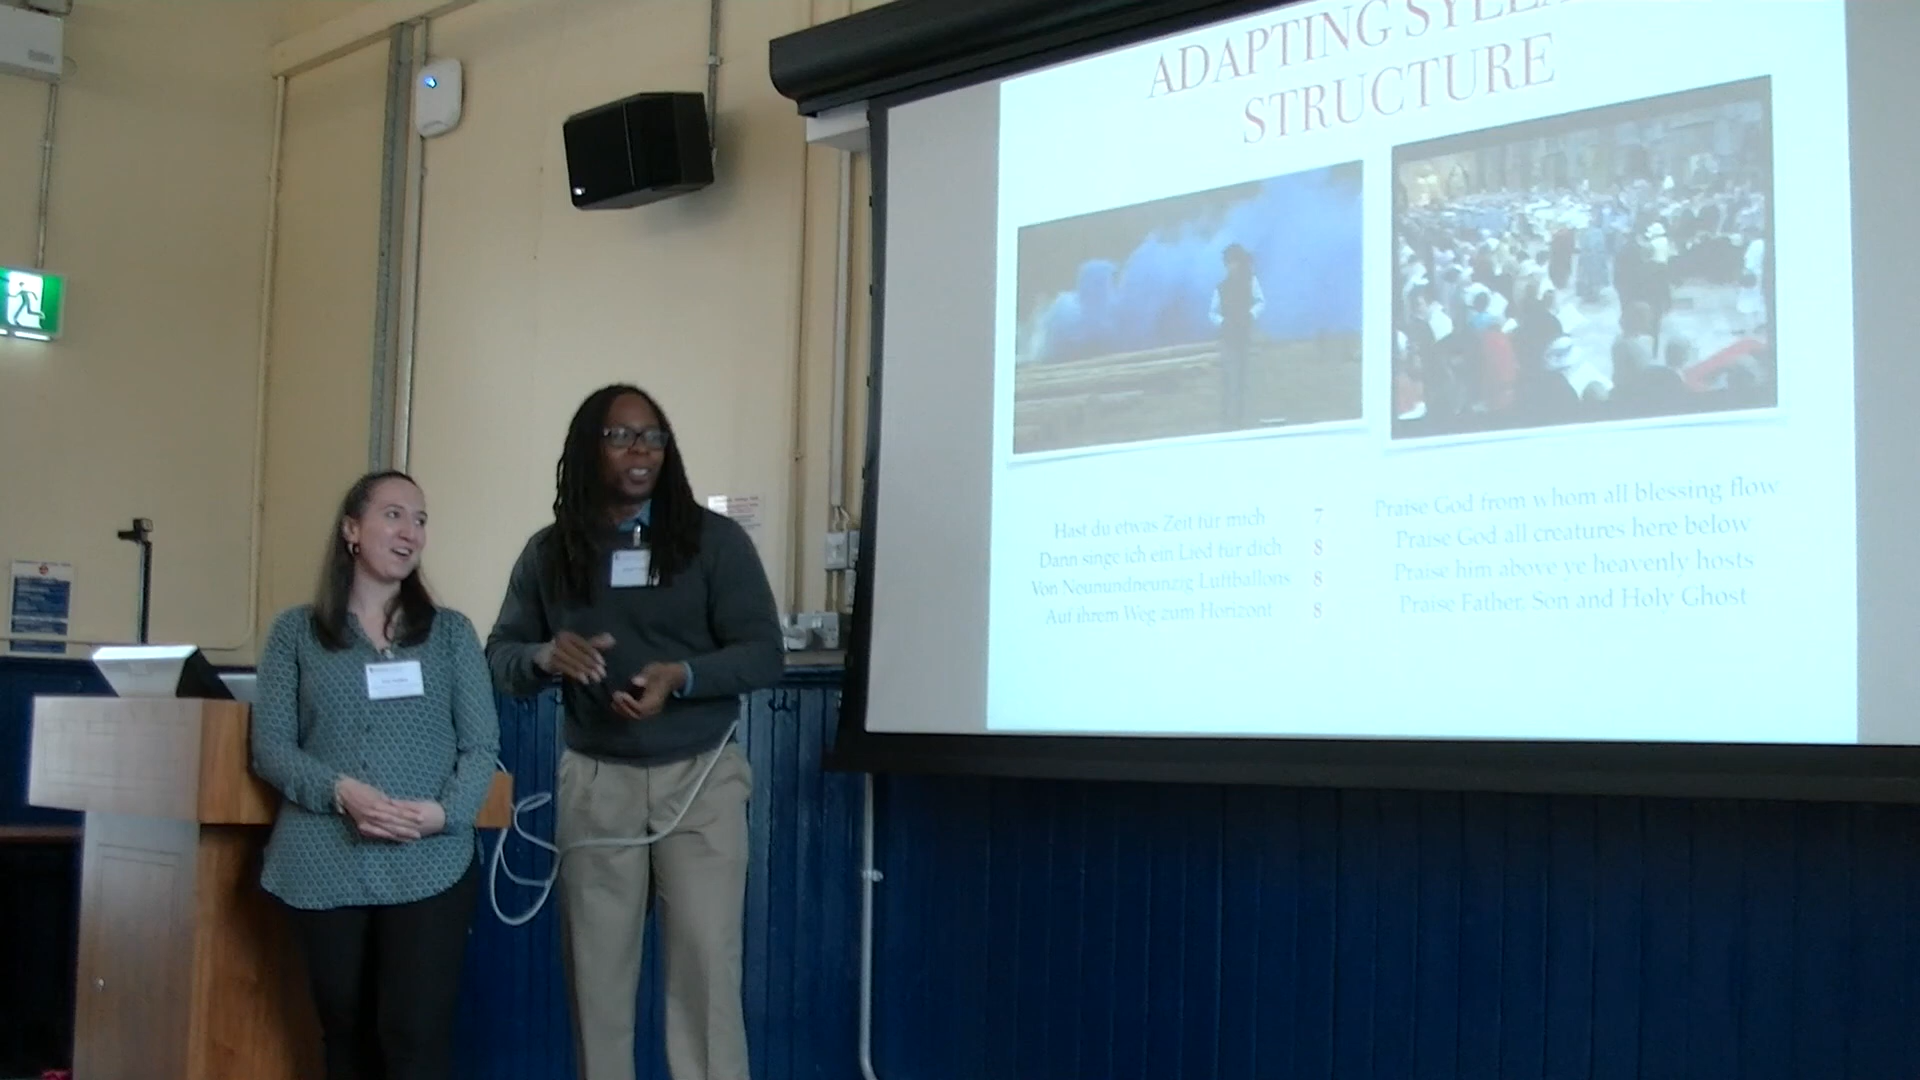 ADAPTING
STRUCTURE
Hast du etwas Zeit für mich 7
Dann singe ich ein Lied für dich 8
Von Neunundneunzig Luftballons 8
Auf ihrem Weg zum Horizont 8
Praise God from whom all blessing flow
Praise God all creatures here below
Praise him above ye heavenly hosts
Praise Father, Son and Holy Ghost